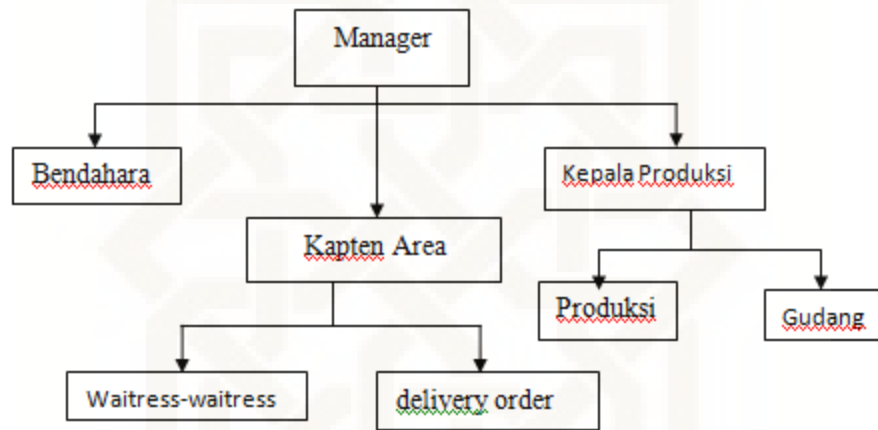 Manager
Bendahara
Kepala Produksi
Kapten Area
Produksi
Gudang
Waitress-waitress
delivery order